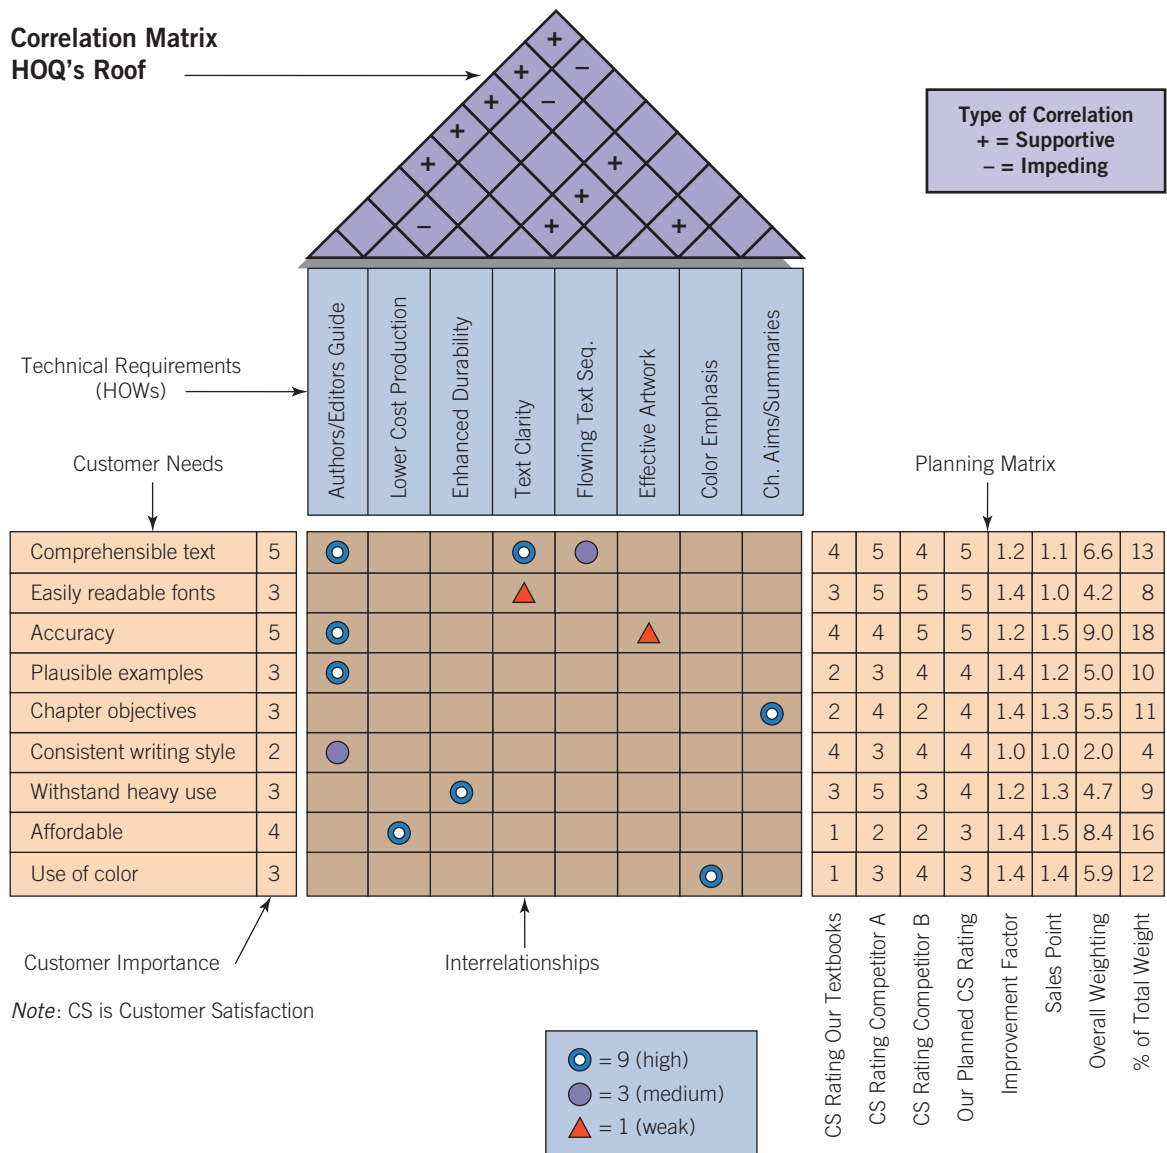 Correlation Matrix
HOQ's Roof
+
–
+
+
–
+
+
+
+
+
–
+
+
Type of Correlation
+ = Supportive
– = Impeding
Technical Requirements
(HOWs)
Authors/Editors Guide
Lower Cost Production
Enhanced Durability
Text Clarity
Flowing Text Seq.
Effective Artwork
Color Emphasis
Ch. Aims/Summaries
Customer Needs
Planning Matrix
Comprehensible text 5 4 5 4 5 1.2 1.1 6.6 13
Easily readable fonts 3 3 5 5 5 1.4 1.0 4.2 8
Accuracy 5 4 4 5 5 1.2 1.5 9.0 18
Plausible examples 3 2 3 4 4 1.4 1.2 5.0 10
Chapter objectives 3 2 4 2 4 1.4 1.3 5.5 11
Consistent writing style 2 4 3 4 4 1.0 1.0 2.0 4
Withstand heavy use 3 3 5 3 4 1.2 1.3 4.7 9
Affordable 4 1 2 2 3 1.4 1.5 8.4 16
Use of color 3 1 3 4 3 1.4 1.4 5.9 12
CS Rating Our Textbooks
CS Rating Competitor A
CS Rating Competitor B
Our Planned CS Rating
Improvement Factor
Sales Point
Overall Weighting
% of Total Weight
Customer Importance
Interrelationships
Note: CS is Customer Satisfaction
= 9 (high)
= 3 (medium)
= 1 (weak)